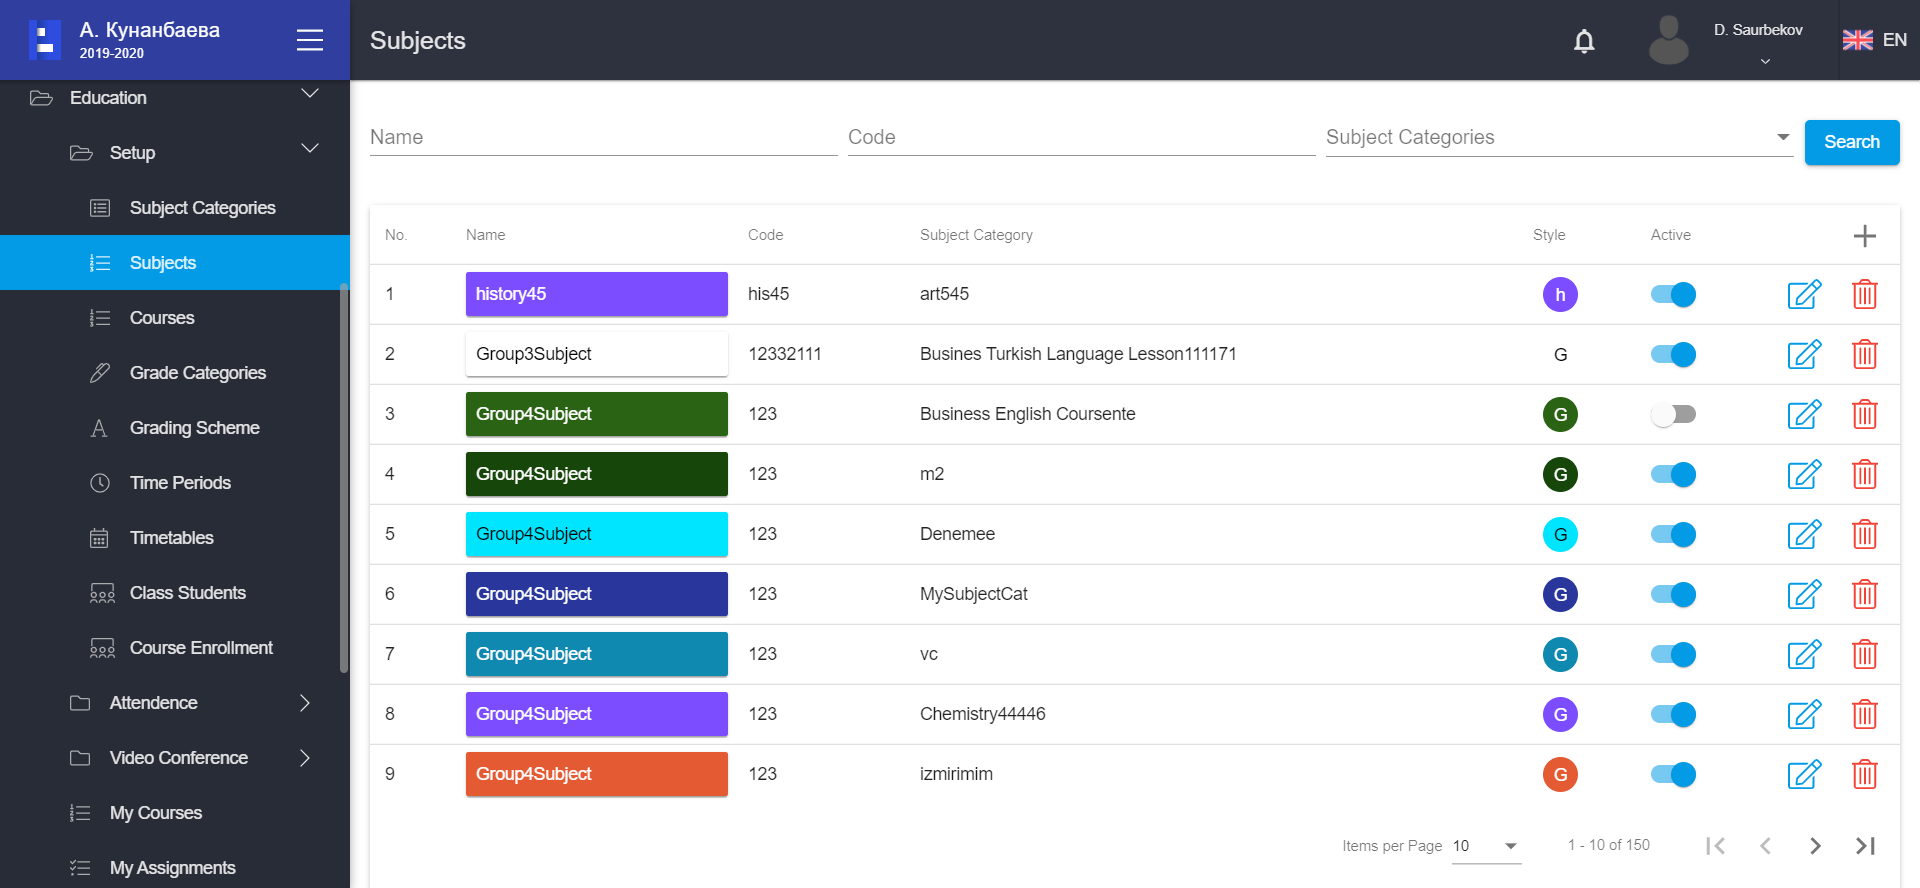 А. Кунанбаева
2019-2020
Subjects
D. Saurbekov
EN
Education
Setup
Subject Categories
Subjects
Courses
Grade Categories
Grading Scheme
Time Periods
Timetables
Class Students
Course Enrollment
Attendence
Video Conference
My Courses
My Assignments
Name Code Subject Categories Search
No. Name Code Subject Category Style Active
1 history45 his45 art545 h
2 Group3Subject 12332111 Busines Turkish Language Lesson111171 G
3 Group4Subject 123 Business English Coursente G
4 Group4Subject 123 m2 G
5 Group4Subject 123 Denemee G
6 Group4Subject 123 MySubjectCat G
7 Group4Subject 123 vc G
8 Group4Subject 123 Chemistry44446 G
9 Group4Subject 123 izmirimim G
Items per Page 10 1 - 10 of 150